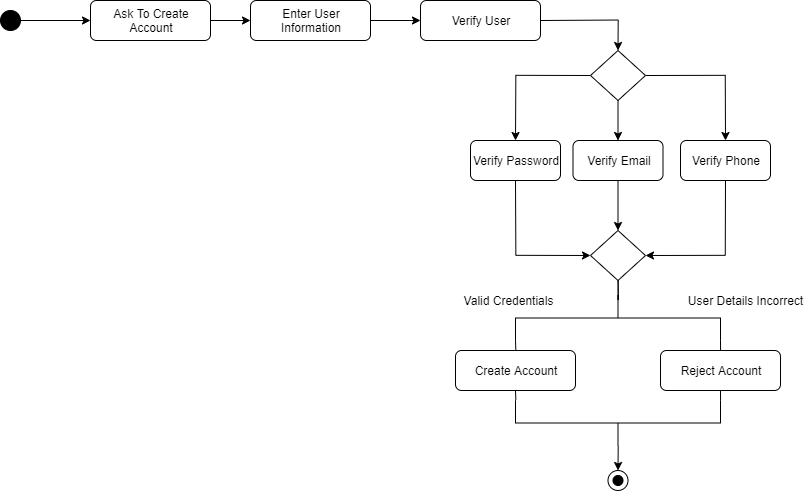 Ask To Create
Account
Enter User
Information
Verify User
Verify Password
Verify Email
Verify Phone
Valid Credentials
User Details Incorrect
Create Account
Reject Account